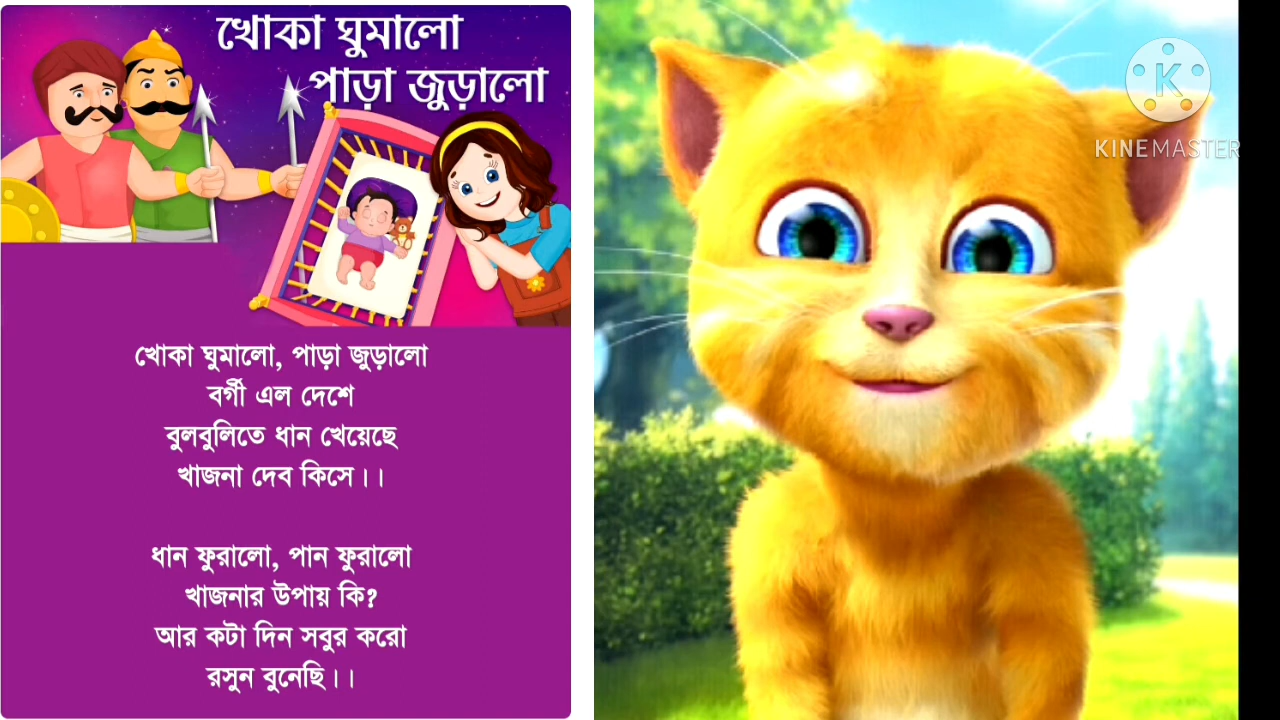 খোকা ঘুমালো
পাড়া জুড়ালো
খোকা ঘুমালো, পাড়া জুড়ালো
বর্গী এল দেশে
বুলবুলিতে ধান খেয়েছে
খাজনা দেব কিসে।।
ধান ফুরালো, পান ফুরালো
খাজনার উপায় কি?
আর কটা দিন সবুর করো
রসুন বুনেছি।।
K
KINEMASTER